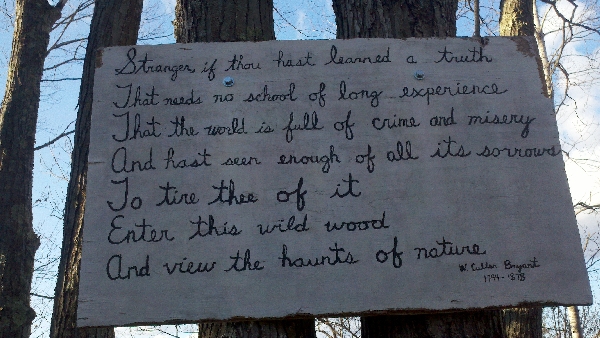 Stranger if thou hast learned a truth
That needs no school of long experience
That the world is full of crime and misery
And hast seen enough of all its sorrows
To tire thee of it
Enter this wild wood
And view the haunts of nature
W. Cullen Bryant
1794-1878